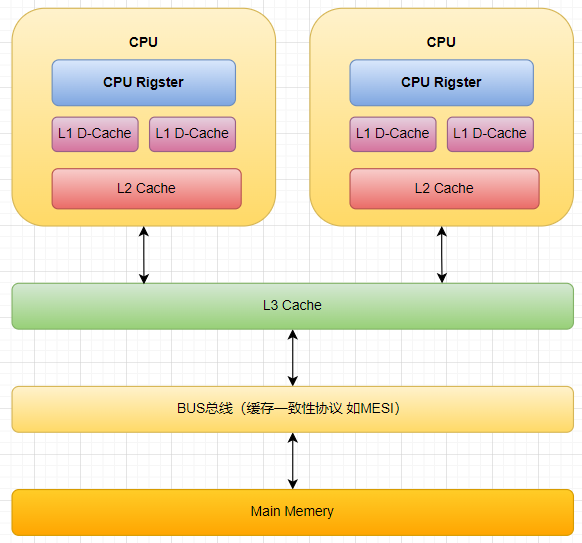 CPU
CPU
CPU Rigster
CPU Rigster
L1 D-Cache
L1 D-Cache
L1 D-Cache
L1 D-Cache
L2 Cache
L2 Cache
L3 Cache
BUS总线（缓存一致性协议 如MESI）
Main Memery